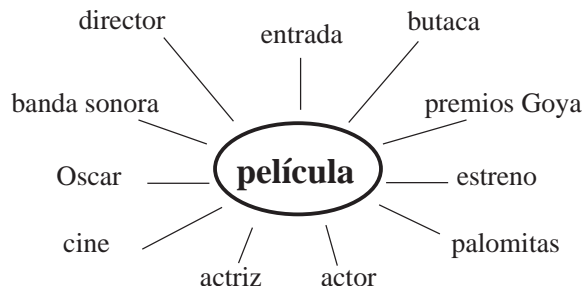 director
entrada
butaca
banda sonora
premios Goya
película
Oscar
estreno
cine
palomitas
actriz
actor